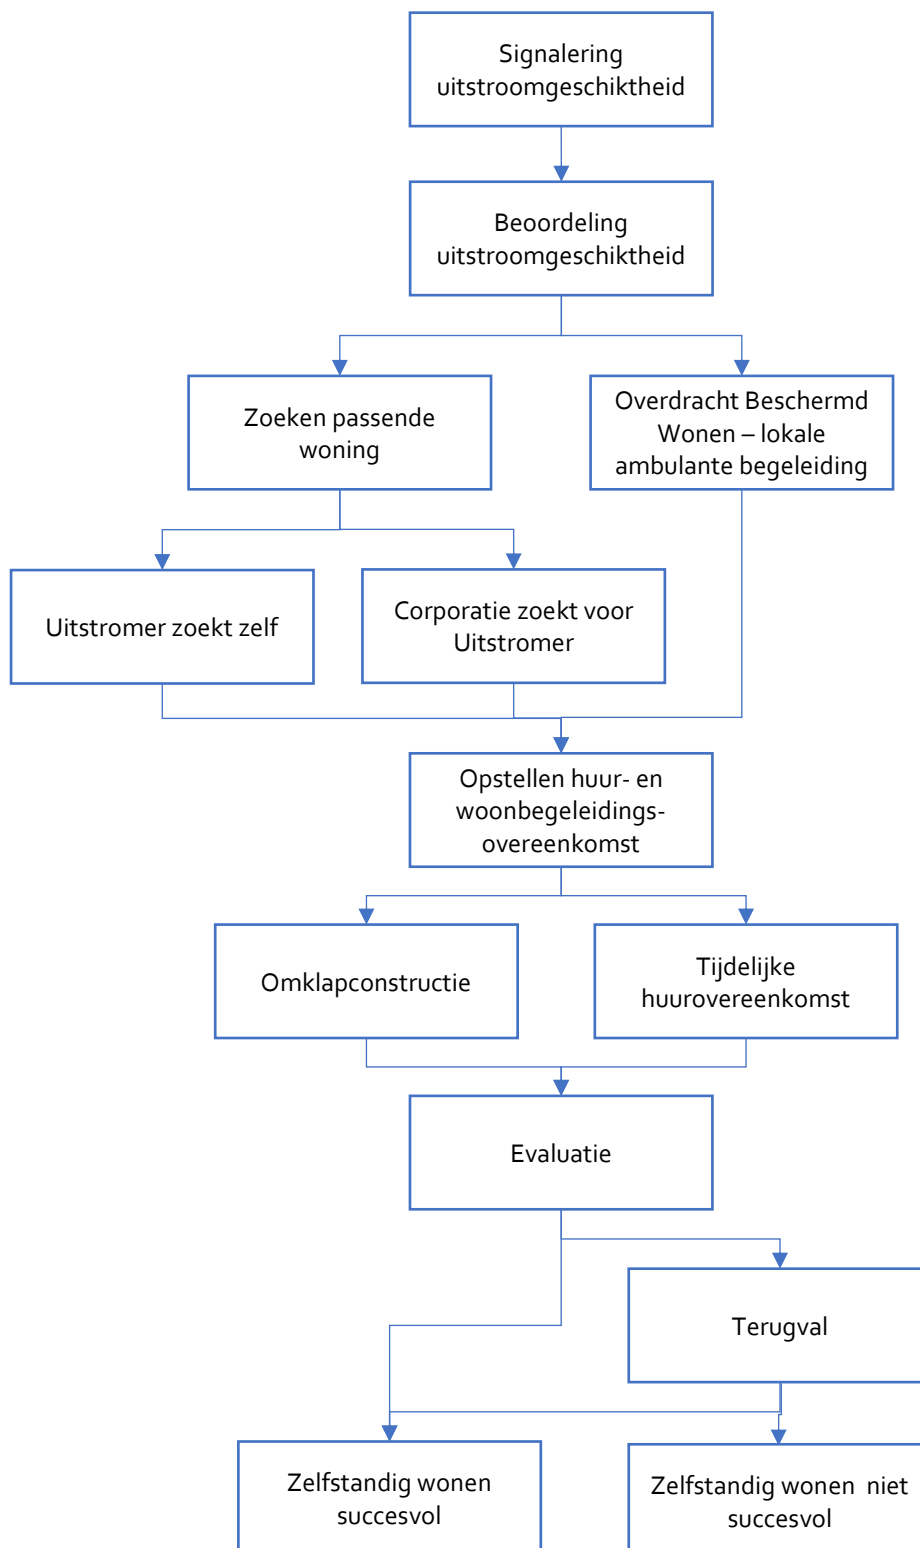 Signalering
uitstroomgeschiktheid
Beoordeling
uitstroomgeschiktheid
Zoeken passende
woning
Overdracht Beschermd
Wonen – lokale
ambulante begeleiding
Uitstromer zoekt zelf
Corporatie zoekt voor
Uitstromer
Opstellen huur- en
woonbegeleidings-
overeenkomst
Omklapconstructie
Tijdelijke
huurovereenkomst
Evaluatie
Terugval
Zelfstandig wonen
succesvol
Zelfstandig wonen niet
succesvol